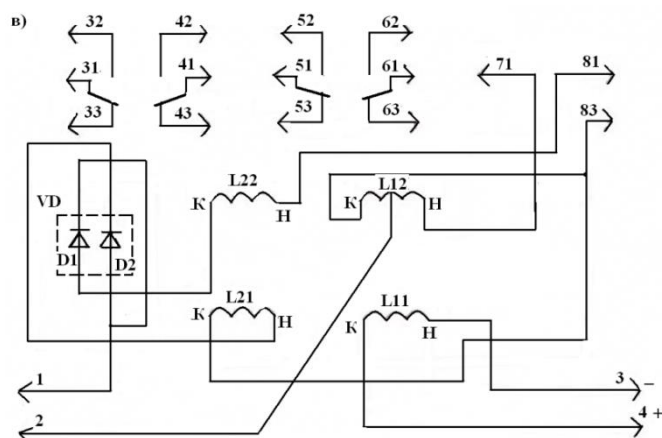 в) 32 42 52 62
31 41 51 61 71 81
33 43 53 63 83
L22 L12
К Н К Н
VD
D1 D2
L21 L11
К Н К Н
1 3 −
2 4 +